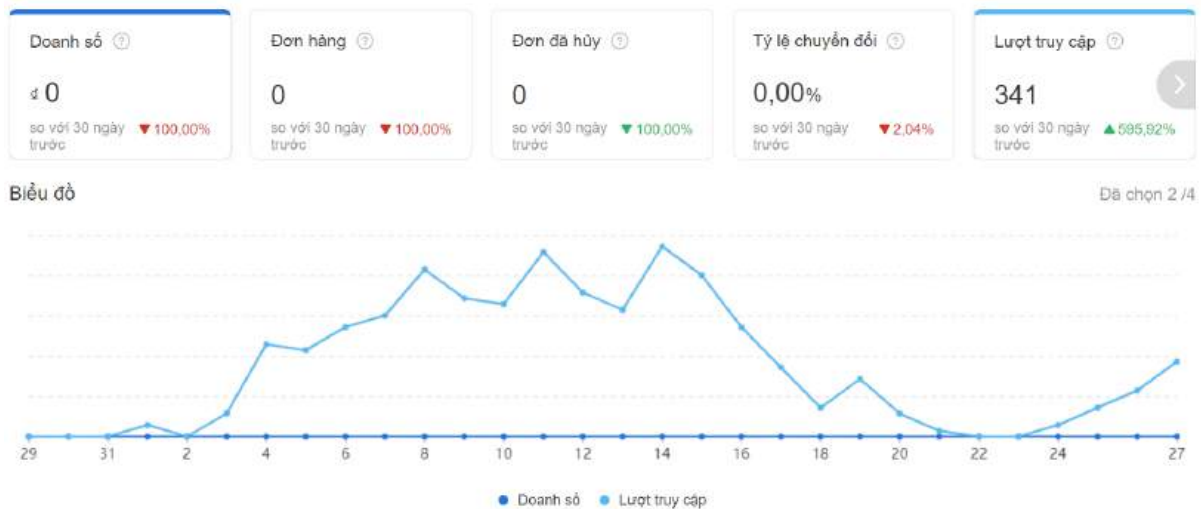 Doanh số
Đơn hàng
Đơn đã hủy
Tỷ lệ chuyển đổi
Lượt truy cập
₫ 0
0
0
0,00%
341
so với 30 ngày trước ▼ 100,00%
so với 30 ngày trước ▼ 100,00%
so với 30 ngày trước ▼ 100,00%
so với 30 ngày trước ▼ 2,04%
so với 30 ngày trước ▲ 595,92%
Biểu đồ
Đã chọn 2 /4
29 31 2 4 6 8 10 12 14 16 18 20 22 24 27
Doanh số Lượt truy cập